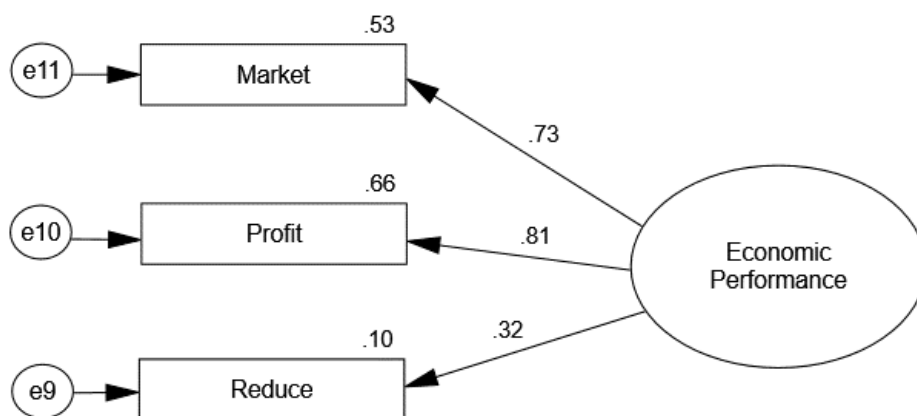 .53
e11
Market
.73
.66
e10
Profit
.81
Economic
Performance
.10
.32
e9
Reduce